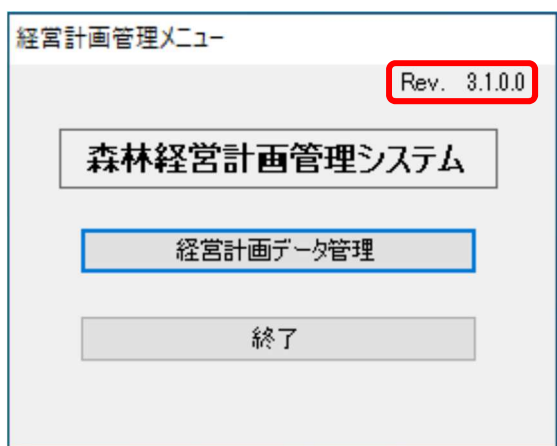 経営計画管理メニュー
Rev. 3.1.0.0
森林経営計画管理システム
経営計画データ管理
終了